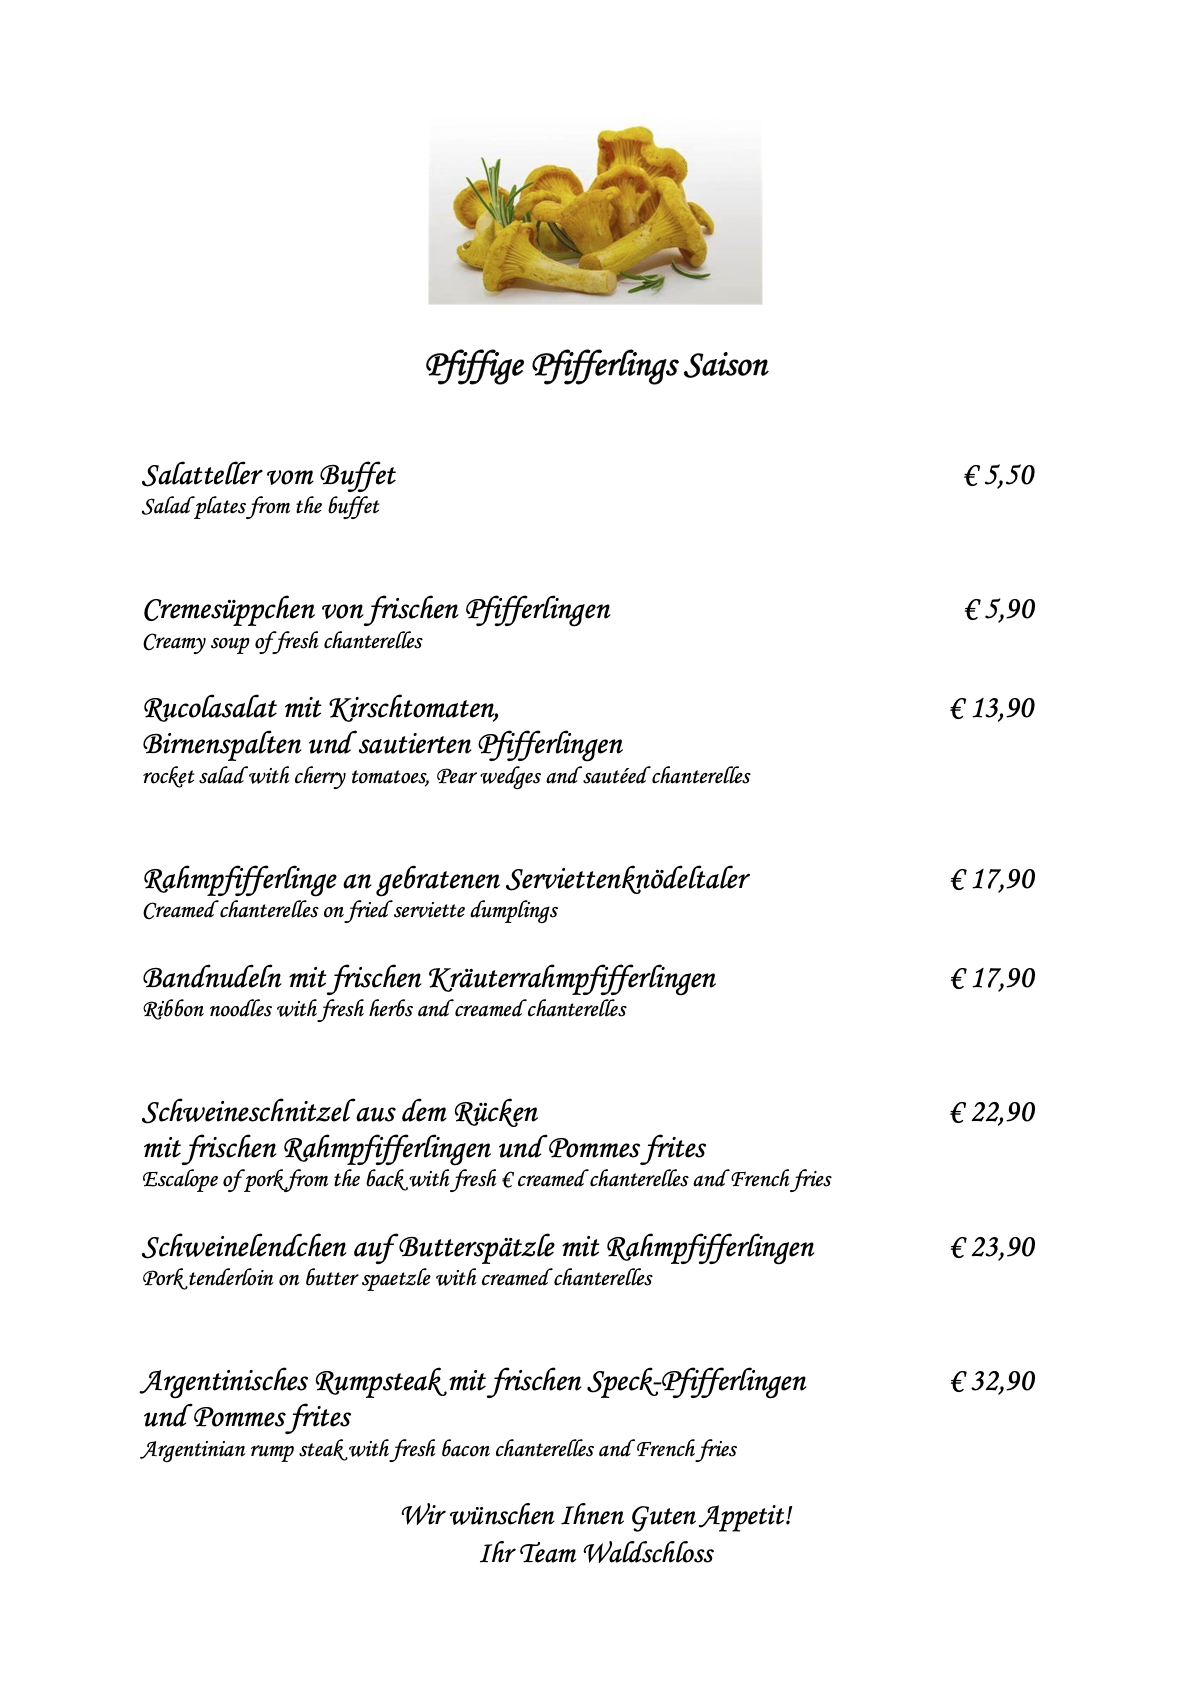 Pfiffige Pfifferlings Saison
Salatteller vom Buffet € 5,50
Salad plates from the buffet
Cremesüppchen von frischen Pfifferlingen € 5,90
Creamy soup of fresh chanterelles
Rucolasalat mit Kirschtomaten, € 13,90
Birnenspalten und sautierten Pfifferlingen
rocket salad with cherry tomatoes, Pear wedges and sautéed chanterelles
Rahmpfifferlinge an gebratenen Serviettenknödeltaler € 17,90
Creamed chanterelles on fried serviette dumplings
Bandnudeln mit frischen Kräuterrahmpfifferlingen € 17,90
Ribbon noodles with fresh herbs and creamed chanterelles
Schweineschnitzel aus dem Rücken € 22,90
mit frischen Rahmpfifferlingen und Pommes frites
Escalope of pork from the back with fresh € creamed chanterelles and French fries
Schweinelendchen auf Butterspätzle mit Rahmpfifferlingen € 23,90
Pork tenderloin on butter spaetzle with creamed chanterelles
Argentinisches Rumpsteak mit frischen Speck-Pfifferlingen € 32,90
und Pommes frites
Argentinian rump steak with fresh bacon chanterelles and French fries
Wir wünschen Ihnen Guten Appetit!
Ihr Team Waldschloss